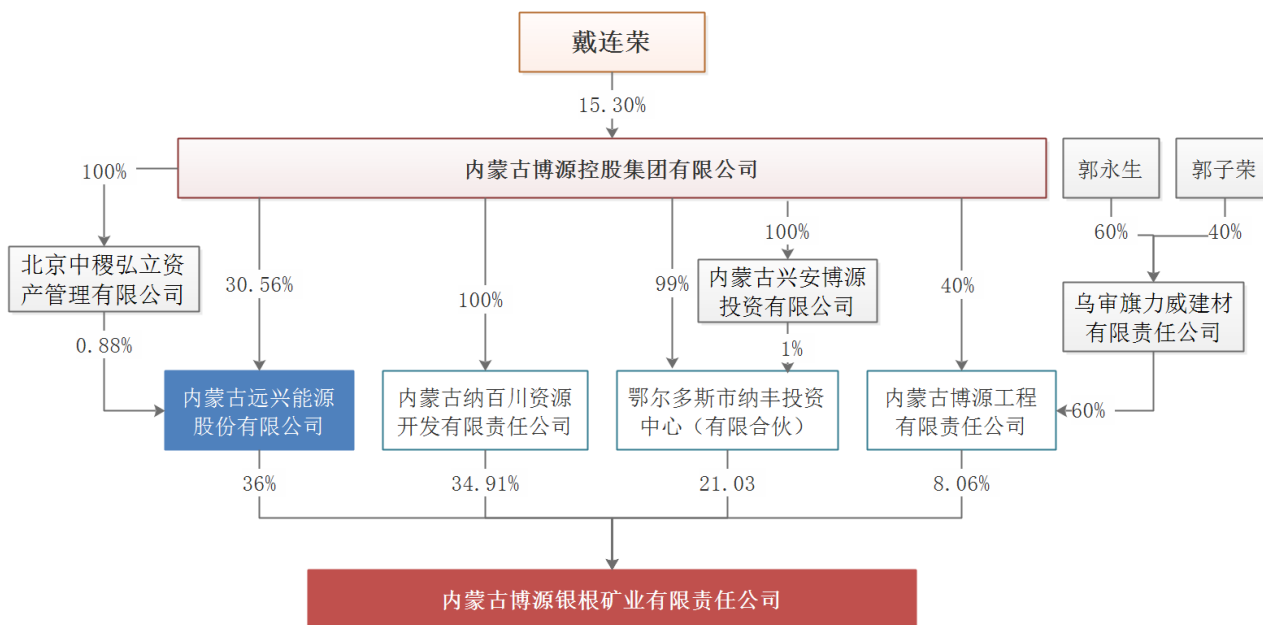 戴连荣
15.30%
内蒙古博源控股集团有限公司
郭永生
郭子荣
100%
60%
40%
100%
北京中稷弘立资
产管理有限公司
30.56%
100%
99%
内蒙古兴安博源
投资有限公司
40%
乌审旗力威建材
有限责任公司
0.88%
1%
内蒙古远兴能源
股份有限公司
内蒙古纳百川资源
开发有限责任公司
鄂尔多斯市纳丰投资
中心（有限合伙）
内蒙古博源工程
有限责任公司
60%
36%
34.91%
21.03
8.06%
内蒙古博源银根矿业有限责任公司